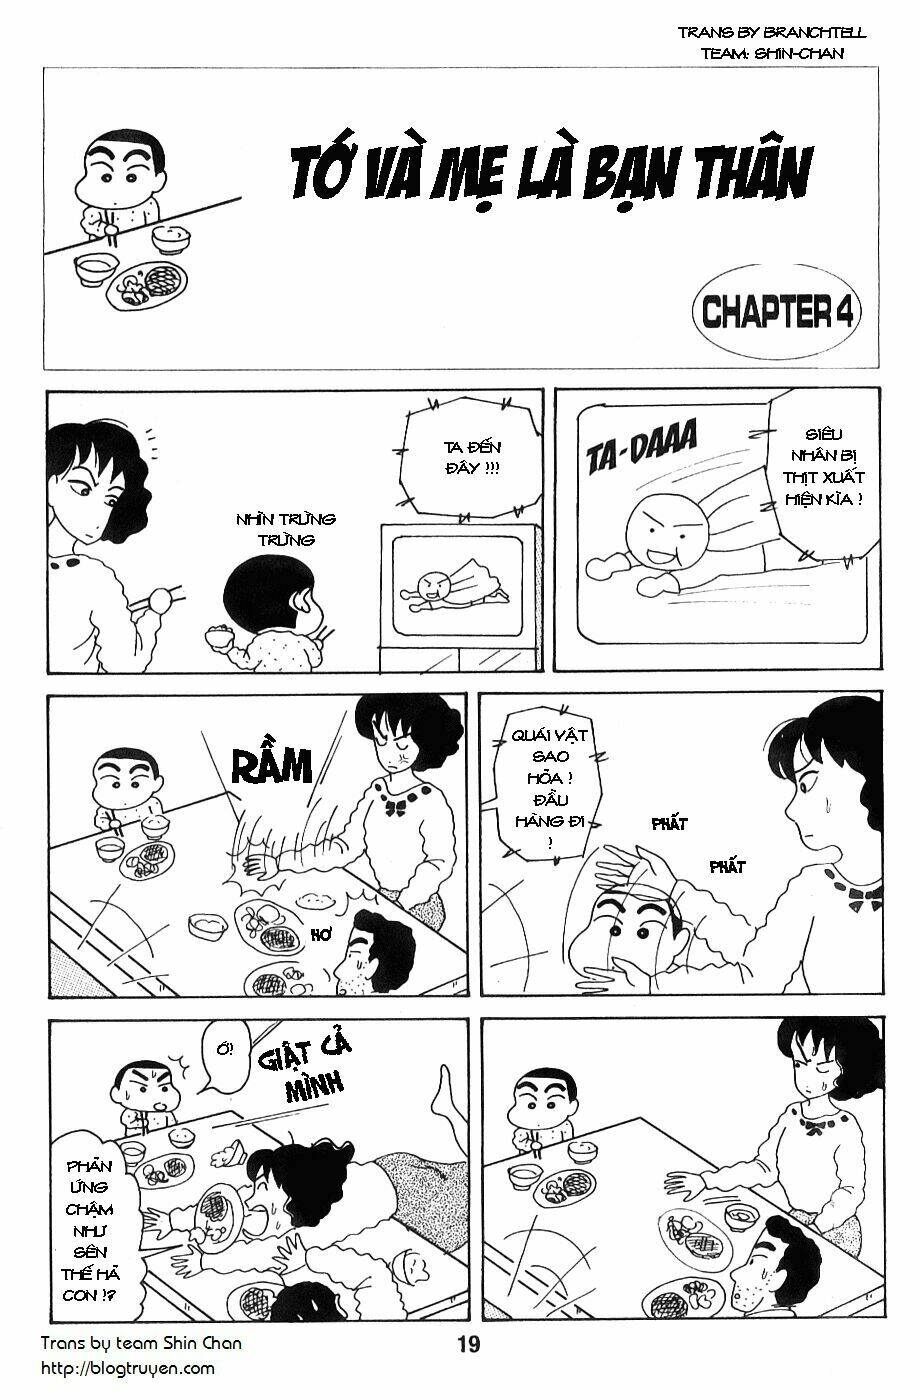 TRANS BY BRANCHTELL
TEAM: SHIN-CHAN
TỚ VÀ MẸ LÀ BẠN THÂN
CHAPTER 4
SIÊU
NHÂN BỊ
THỊT XUẤT
HIỆN KÌA !
TA-DAAA
TA ĐẾN
ĐÂY !!!
NHÌN TRỪNG
TRỪNG
QUÁI VẬT
SAO
HỎA !
ĐẦU
HÀNG ĐI
!
PHẤT
PHẤT
RẦM
HƠ
Ớ!
GIẬT CẢ
MÌNH
PHẢN
ỨNG
CHẬM
NHƯ
SÊN
THẾ HẢ
CON !?
Trans by team Shin Chan
http://blogtruyen.com
19